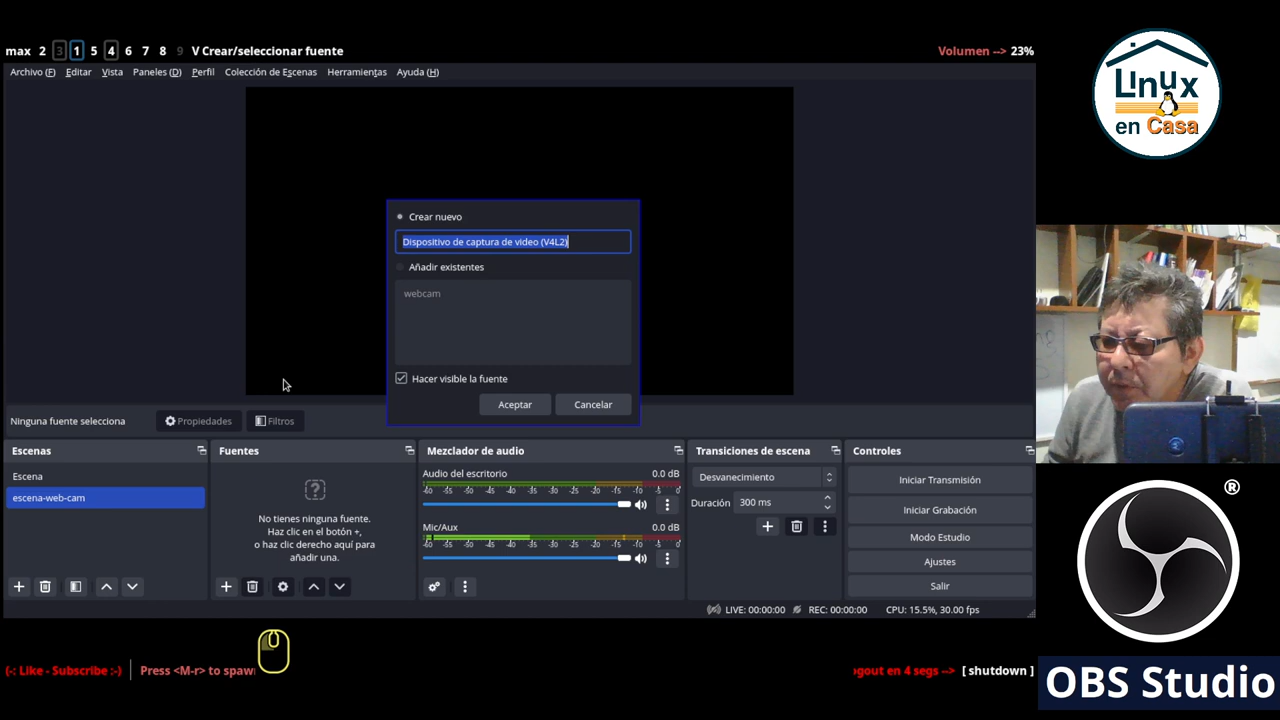 max 2 3 1 5 4 6 7 8 9 V Crear/seleccionar fuente
Volumen --> 23%
Archivo (F) Editar Vista Paneles (D) Perfil Colección de Escenas Herramientas Ayuda (H)
Linux
en Casa
Crear nuevo
Dispositivo de captura de video (V4L2)
Añadir existentes
webcam
Hacer visible la fuente
Aceptar Cancelar
Ninguna fuente selecciona Propiedades Filtros
Escenas
Escena
escena-web-cam
Fuentes
No tienes ninguna fuente.
Haz clic en el botón +,
o haz clic derecho aquí para
añadir una.
Mezclador de audio
Audio del escritorio 0.0 dB
-60 -55 -50 -45 -40 -35 -30 -25 -20 -15 -10 -5 0
Mic/Aux 0.0 dB
-60 -55 -50 -45 -40 -35 -30 -25 -20 -15 -10 -5 0
Transiciones de escena
Desvanecimiento
Duración 300 ms
Controles
Iniciar Transmisión
Iniciar Grabación
Modo Estudio
Ajustes
Salir
LIVE: 00:00:00 REC: 00:00:00 CPU: 15.5%, 30.00 fps
®
(-: Like - Subscribe :-) Press <M-r> to spaw
ogout en 4 segs --> [ shutdown ]
OBS Studio